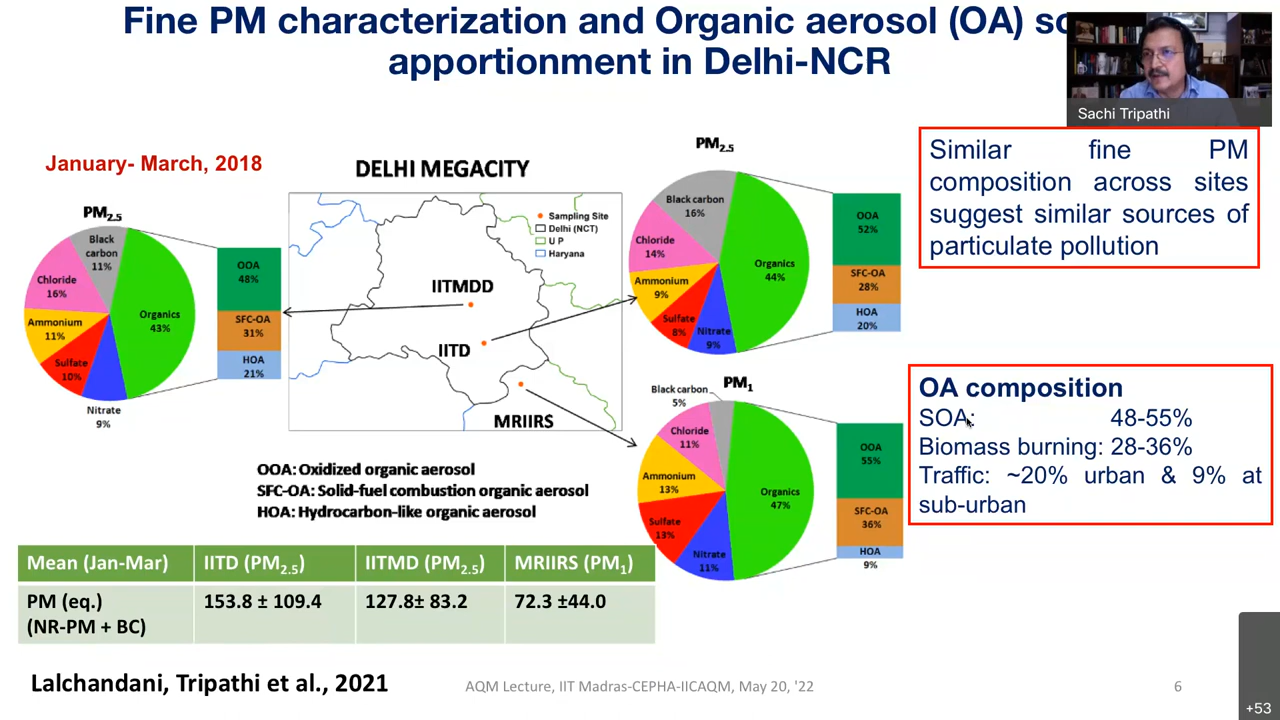 Fine PM characterization and Organic aerosol (OA)
apportionment in Delhi-NCR
Sachi Tripathi
January- March, 2018
DELHI MEGACITY
Sampling Site
Delhi (NCT)
U P
Haryana
IITMDD
IITD
MRIIRS
PM2.5
Black
carbon
11%
Chloride
16%
Ammonium
11%
Sulfate
10%
Nitrate
9%
Organics
43%
OOA
48%
SFC-OA
31%
HOA
21%
PM2.5
Black carbon
16%
Chloride
14%
Ammonium
9%
Sulfate
8%
Nitrate
9%
Organics
44%
OOA
52%
SFC-OA
28%
HOA
20%
PM1
Black carbon
5%
Chloride
11%
Ammonium
13%
Sulfate
13%
Nitrate
11%
Organics
47%
OOA
55%
SFC-OA
36%
HOA
9%
Similar fine PM
composition across sites
suggest similar sources of
particulate pollution
OA composition
SOA: 48-55%
Biomass burning: 28-36%
Traffic: ~20% urban & 9% at
sub-urban
OOA: Oxidized organic aerosol
SFC-OA: Solid-fuel combustion organic aerosol
HOA: Hydrocarbon-like organic aerosol
Mean (Jan-Mar) IITD (PM2.5) IITMD (PM2.5) MRIIRS (PM1)
PM (eq.) 153.8 ± 109.4 127.8± 83.2 72.3 ±44.0
(NR-PM + BC)
Lalchandani, Tripathi et al., 2021
AQM Lecture, IIT Madras-CEPHA-IICAQM, May 20, '22
6
+53